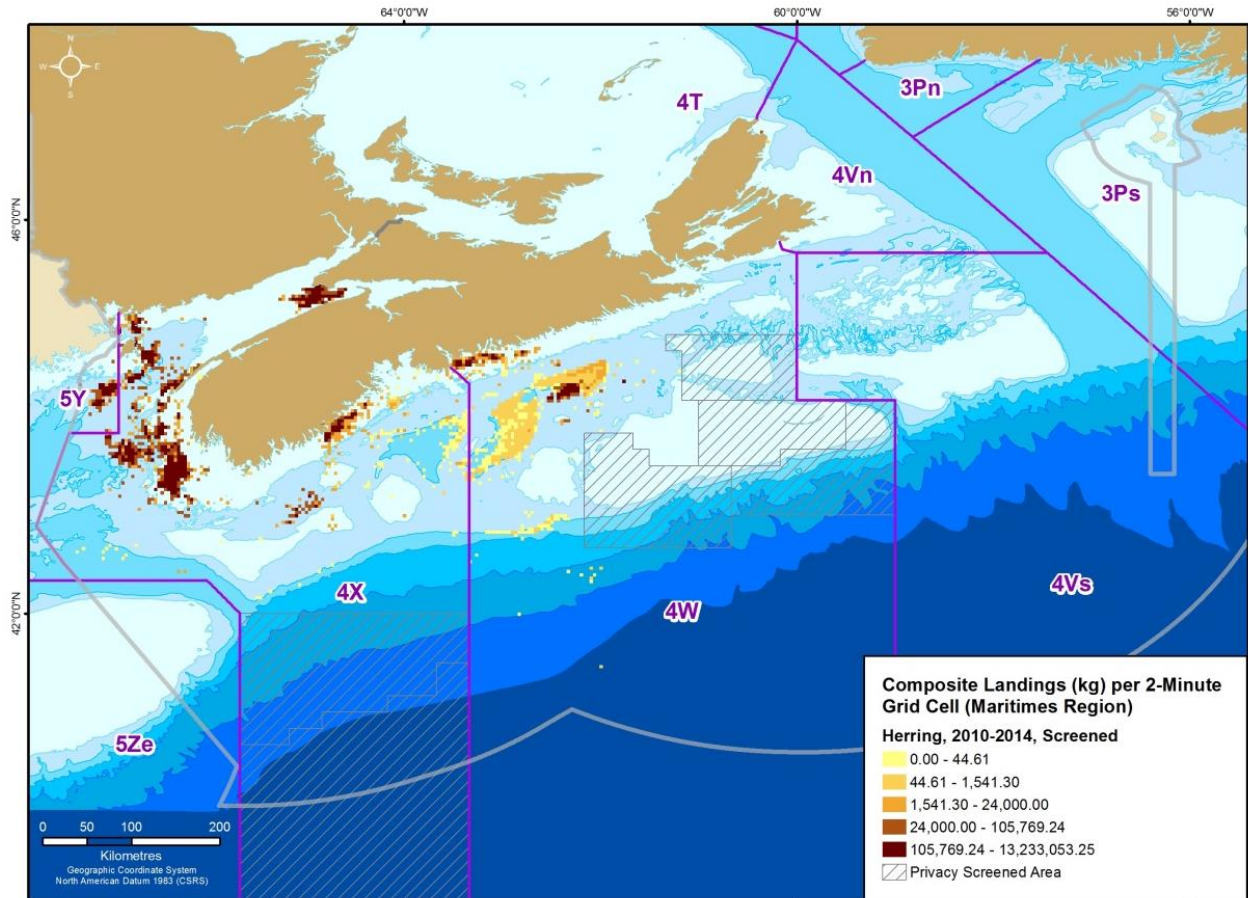 64°0'0"W
60°0'0"W
56°0'0"W
N
W
E
S
3Pn
4T
4Vn
3Ps
46°0'0"N
5Y
42°0'0"N
4X
4W
4Vs
5Ze
0 50 100 200
Kilometres
Geographic Coordinate System
North American Datum 1983 (CSRS)
Composite Landings (kg) per 2-Minute
Grid Cell (Maritimes Region)
Herring, 2010-2014, Screened
0.00 - 44.61
44.61 - 1,541.30
1,541.30 - 24,000.00
24,000.00 - 105,769.24
105,769.24 - 13,233,053.25
Privacy Screened Area